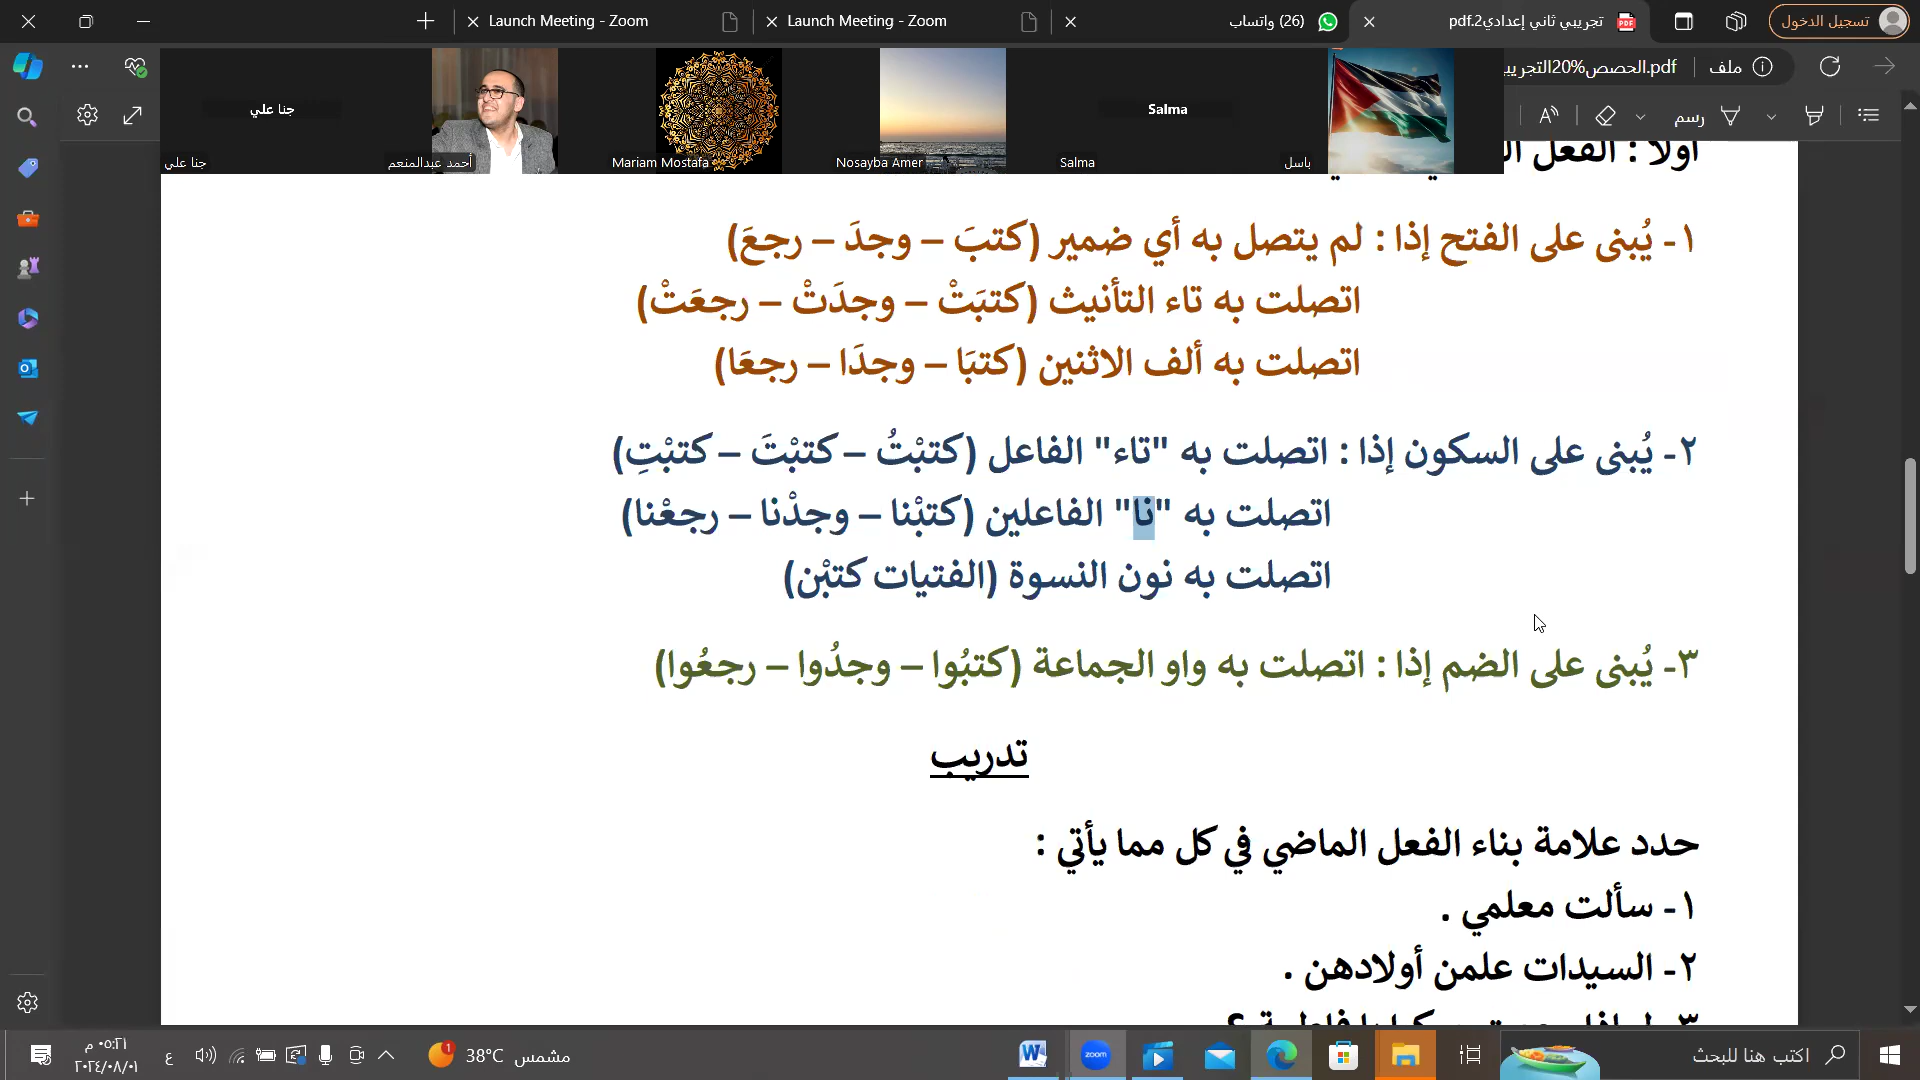 Launch Meeting - Zoom
Launch Meeting - Zoom
(26) واتساب
تجريبي ثاني إعدادي2.pdf
تسجيل الدخول
ملف
الحصص%20التجريبي
رسم
جنا علي
Salma
جنا علي
أحمد عبدالمنعم
Mariam Mostafa
Nosayba Amer
Salma
باسل
أولًا : الفعل
١- يُبنى على الفتح إذا : لم يتصل به أي ضمير (كتبَ – وجدَ – رجعَ)
اتصلت به تاء التأنيث (كتبَتْ – وجدَتْ – رجعَتْ)
اتصلت به ألف الاثنين (كتبَا – وجدَا – رجعَا)
٢- يُبنى على السكون إذا : اتصلت به "تاء" الفاعل (كتبْتُ – كتبْتَ – كتبْتِ)
اتصلت به "نا" الفاعلين (كتبْنا – وجدْنا – رجعْنا)
اتصلت به نون النسوة (الفتيات كتبْن)
٣- يُبنى على الضم إذا : اتصلت به واو الجماعة (كتبُوا – وجدُوا – رجعُوا)
تدريب
حدد علامة بناء الفعل الماضي في كل مما يأتي :
١- سألت معلمي .
٢- السيدات علمن أولادهن .
٠٥:٢١ م
٢٠٢٤/٠٨/٠١
ع
38°C مشمس
zoom
اكتب هنا للبحث